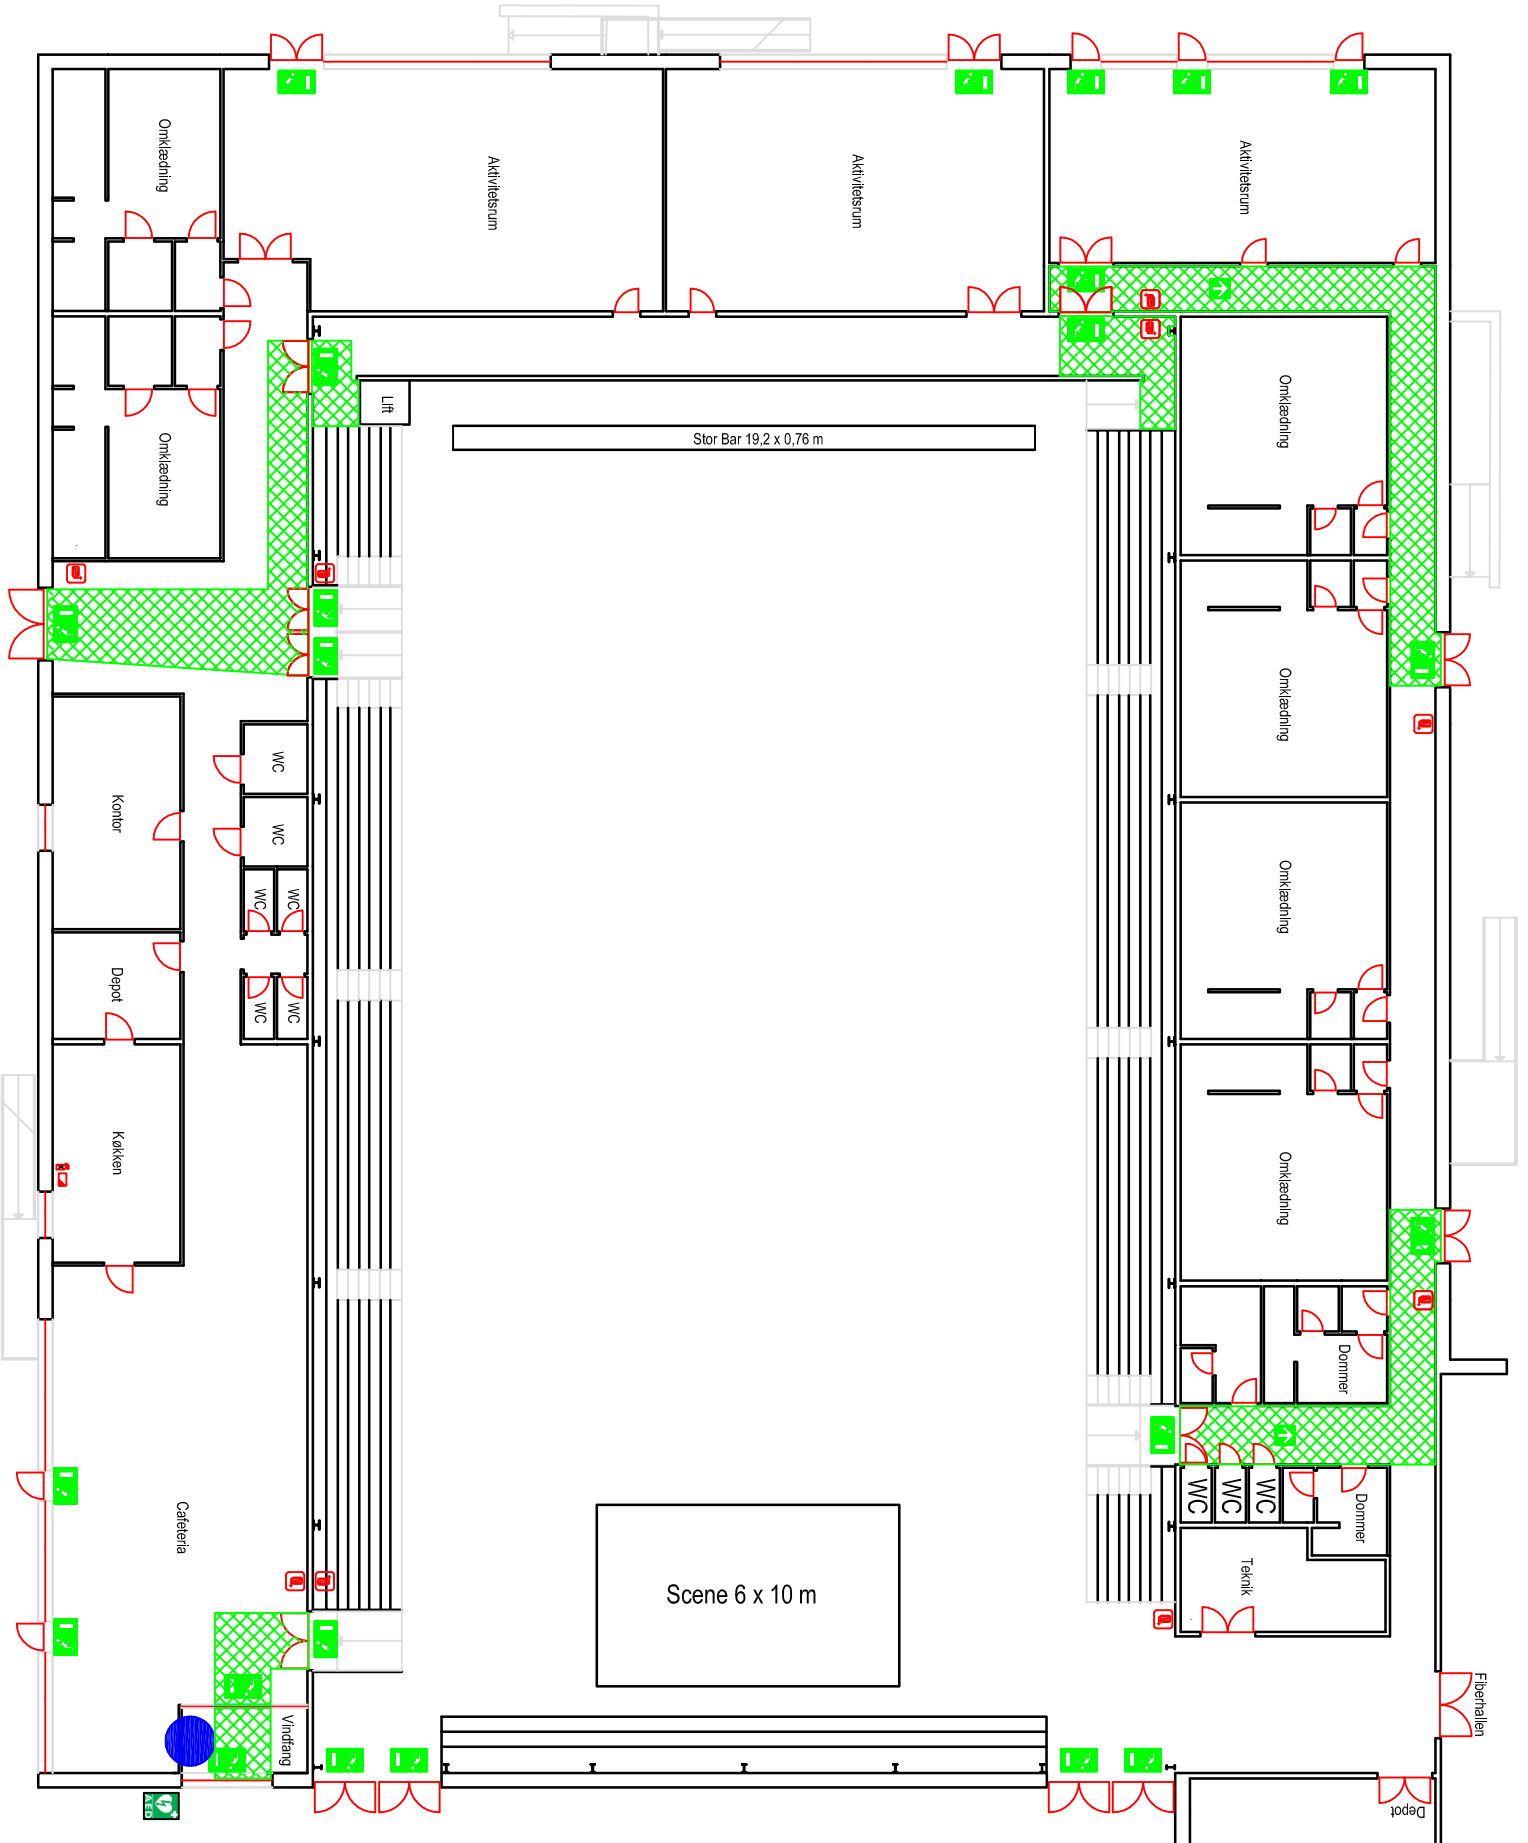 Omklædning
Aktivitetsrum
Aktivitetsrum
Aktivitetsrum
Omklædning
Lift
Stor Bar 19,2 x 0,76 m
Omklædning
Omklædning
WC
Kontor
WC
WC
WC
Omklædning
Depot
WC
WC
Køkken
Omklædning
Dommer
Cafeteria
WC
WC
WC
Dommer
Scene 6 x 10 m
Teknik
Fiberhallen
Vindfang
AED
Depot